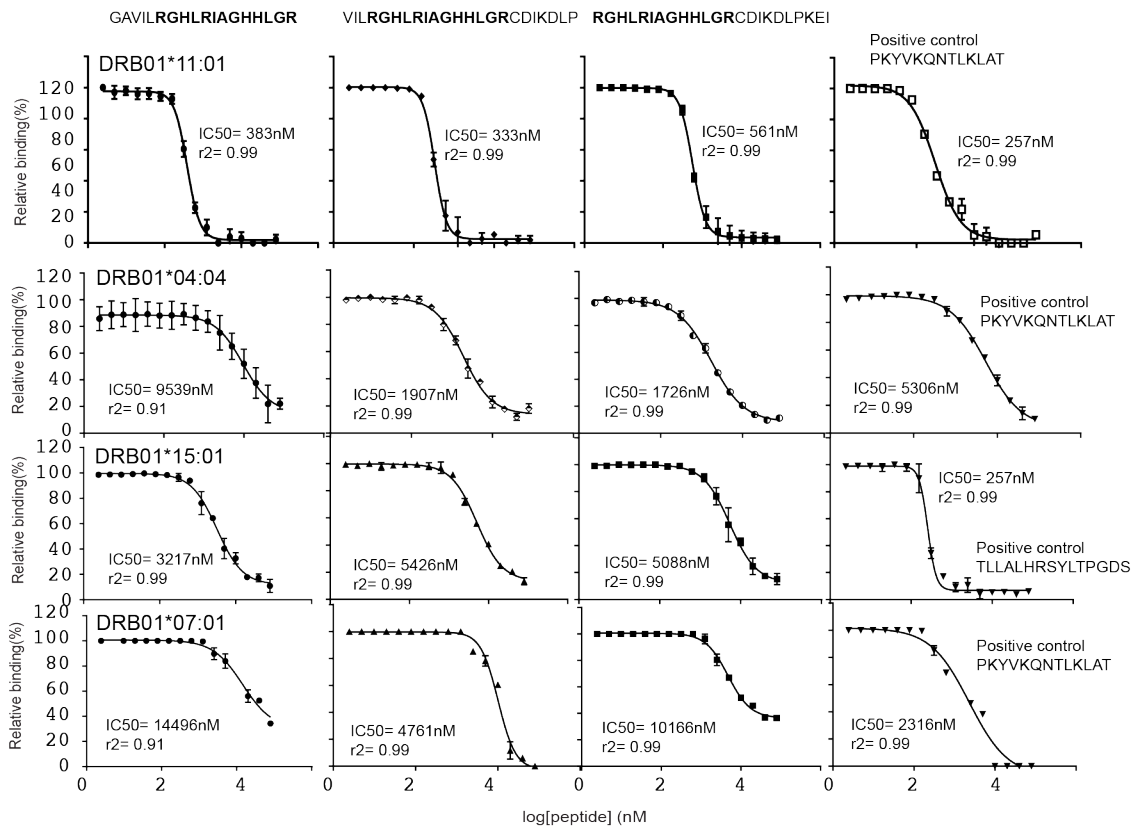 GAVILRGHLRIAGHHLGR
VILRGHLRIAGHHLGRCDIKDLP
RGHLRIAGHHLGRCDIKDLPKEI
Positive control
PKYVKQNTLKLAT
DRB01*11:01
Relative binding(%)
120
100
80
60
40
20
0
IC50= 383nM
r2= 0.99
IC50= 333nM
r2= 0.99
IC50= 561nM
r2= 0.99
IC50= 257nM
r2= 0.99
DRB01*04:04
Relative binding(%)
120
100
80
60
40
20
0
IC50= 9539nM
r2= 0.91
IC50= 1907nM
r2= 0.99
IC50= 1726nM
r2= 0.99
Positive control
PKYVKQNTLKLAT
IC50= 5306nM
r2= 0.99
DRB01*15:01
Relative binding(%)
120
100
80
60
40
20
0
IC50= 3217nM
r2= 0.99
IC50= 5426nM
r2= 0.99
IC50= 5088nM
r2= 0.99
IC50= 257nM
r2= 0.99
Positive control
TLLALHRSYLTPGDS
DRB01*07:01
Relative binding(%)
120
100
80
60
40
20
0
IC50= 14496nM
r2= 0.91
IC50= 4761nM
r2= 0.99
IC50= 10166nM
r2= 0.99
Positive control
PKYVKQNTLKLAT
IC50= 2316nM
r2= 0.99
0 2 4 0 2 4 0 2 4 0 2 4
log[peptide] (nM